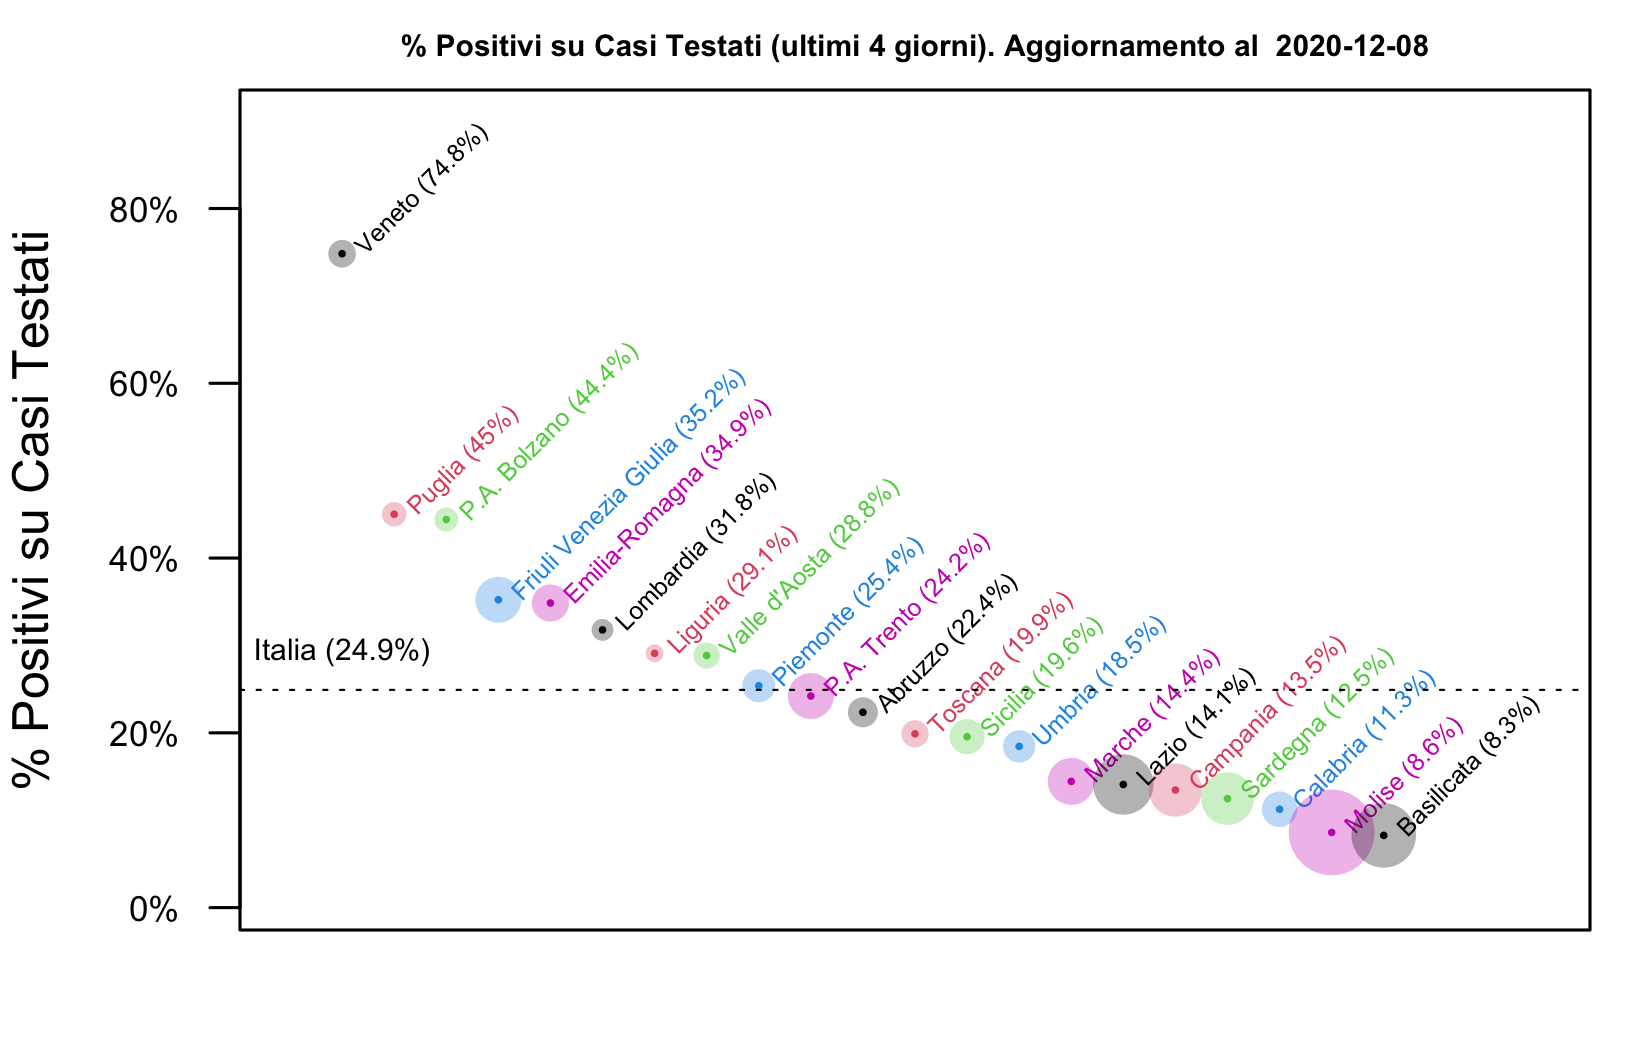 % Positivi su Casi Testati (ultimi 4 giorni). Aggiornamento al 2020-12-08
% Positivi su Casi Testati
80%
60%
40%
20%
0%
Italia (24.9%)
Veneto (74.8%)
Puglia (45%)
P.A. Bolzano (44.4%)
Friuli Venezia Giulia (35.2%)
Emilia-Romagna (34.9%)
Lombardia (31.8%)
Liguria (29.1%)
Valle d'Aosta (28.8%)
Piemonte (25.4%)
P.A. Trento (24.2%)
Abruzzo (22.4%)
Toscana (19.9%)
Sicilia (19.6%)
Umbria (18.5%)
Marche (14.4%)
Lazio (14.1%)
Campania (13.5%)
Sardegna (12.5%)
Calabria (11.3%)
Molise (8.6%)
Basilicata (8.3%)